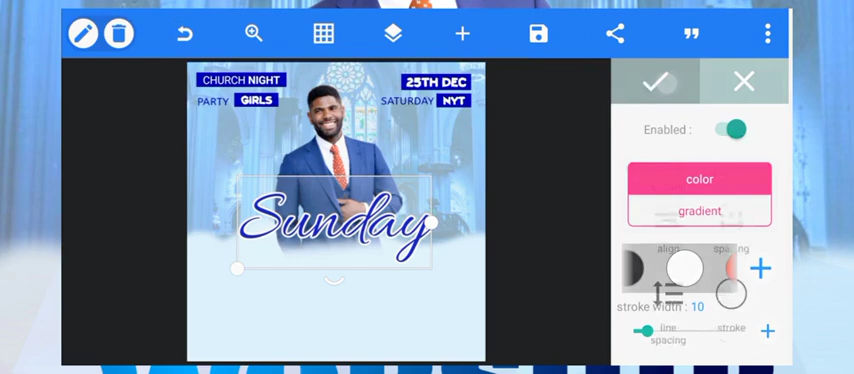 CHURCH NIGHT
25TH DEC
PARTY GIRLS
SATURDAY NYT
Sunday
Enabled :
color
gradient
align
spacing
stroke width : 10
line spacing
stroke